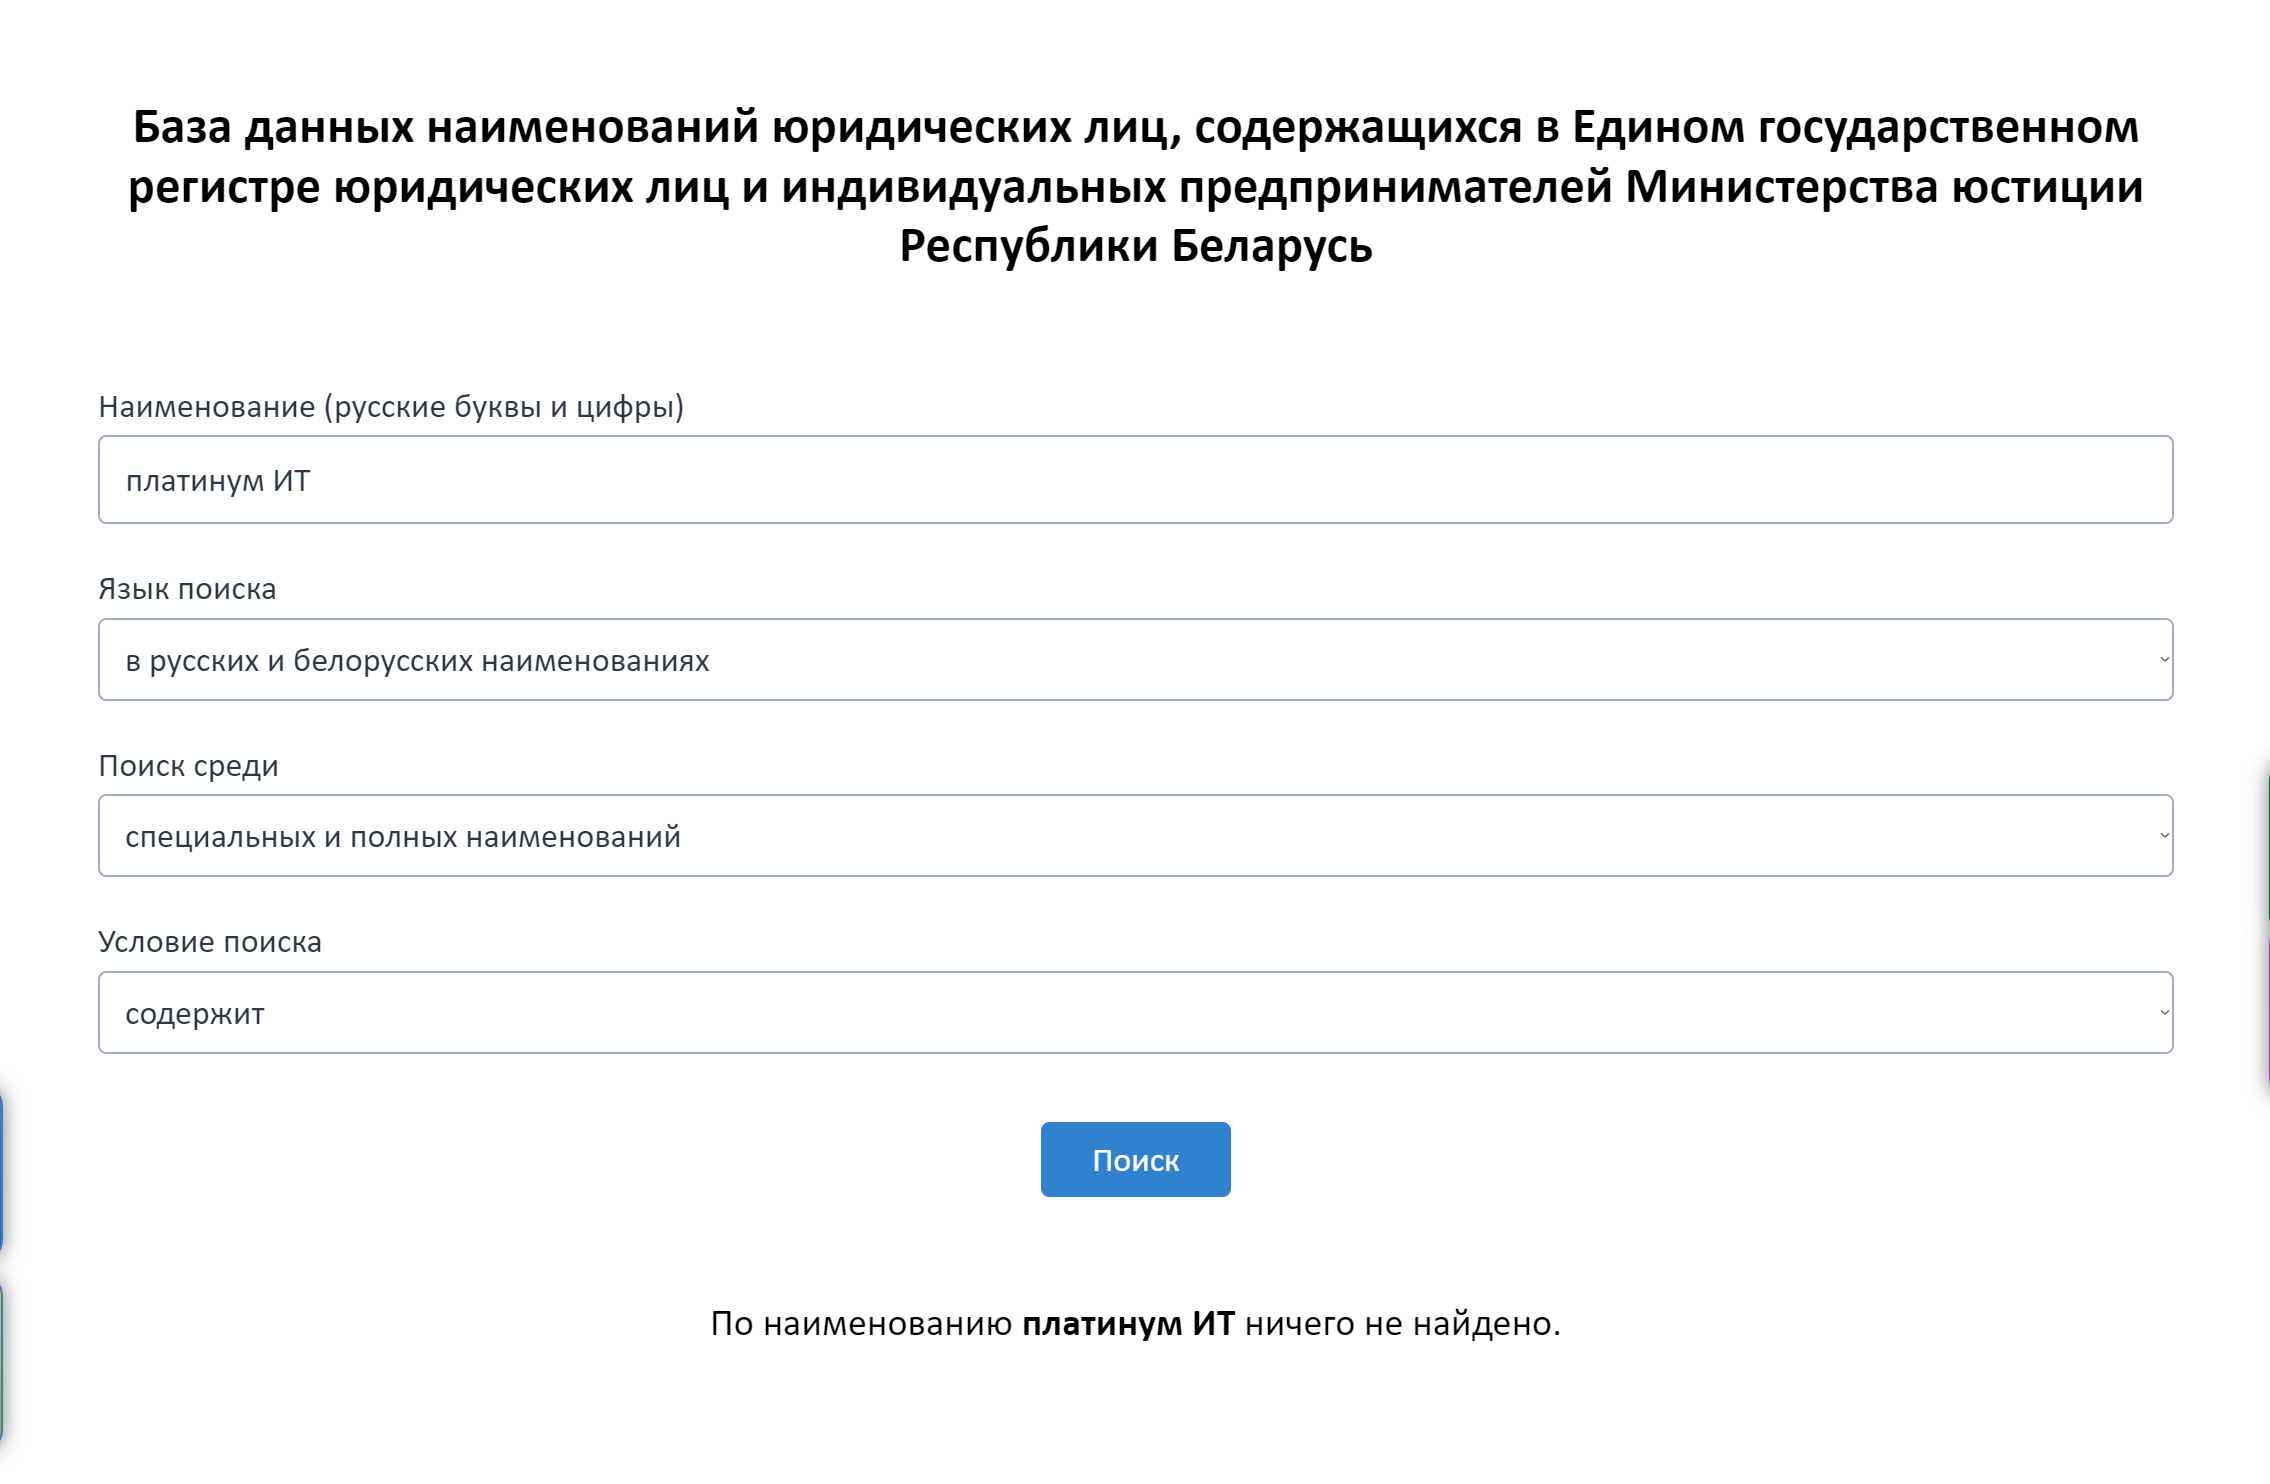 База данных наименований юридических лиц, содержащихся в Едином государственном
регистре юридических лиц и индивидуальных предпринимателей Министерства юстиции
Республики Беларусь
Наименование (русские буквы и цифры)
платинум ИТ
Язык поиска
в русских и белорусских наименованиях
Поиск среди
специальных и полных наименований
Условие поиска
содержит
Поиск
По наименованию платинум ИТ ничего не найдено.